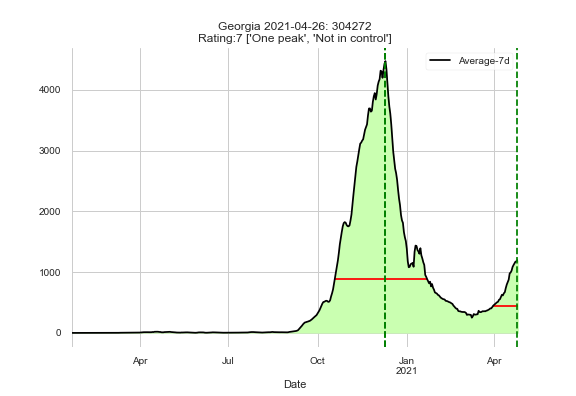 Georgia 2021-04-26: 304272
Rating:7 ['One peak', 'Not in control']
Average-7d
4000
3000
2000
1000
0
Apr
Jul
Oct
Jan
2021
Apr
Date